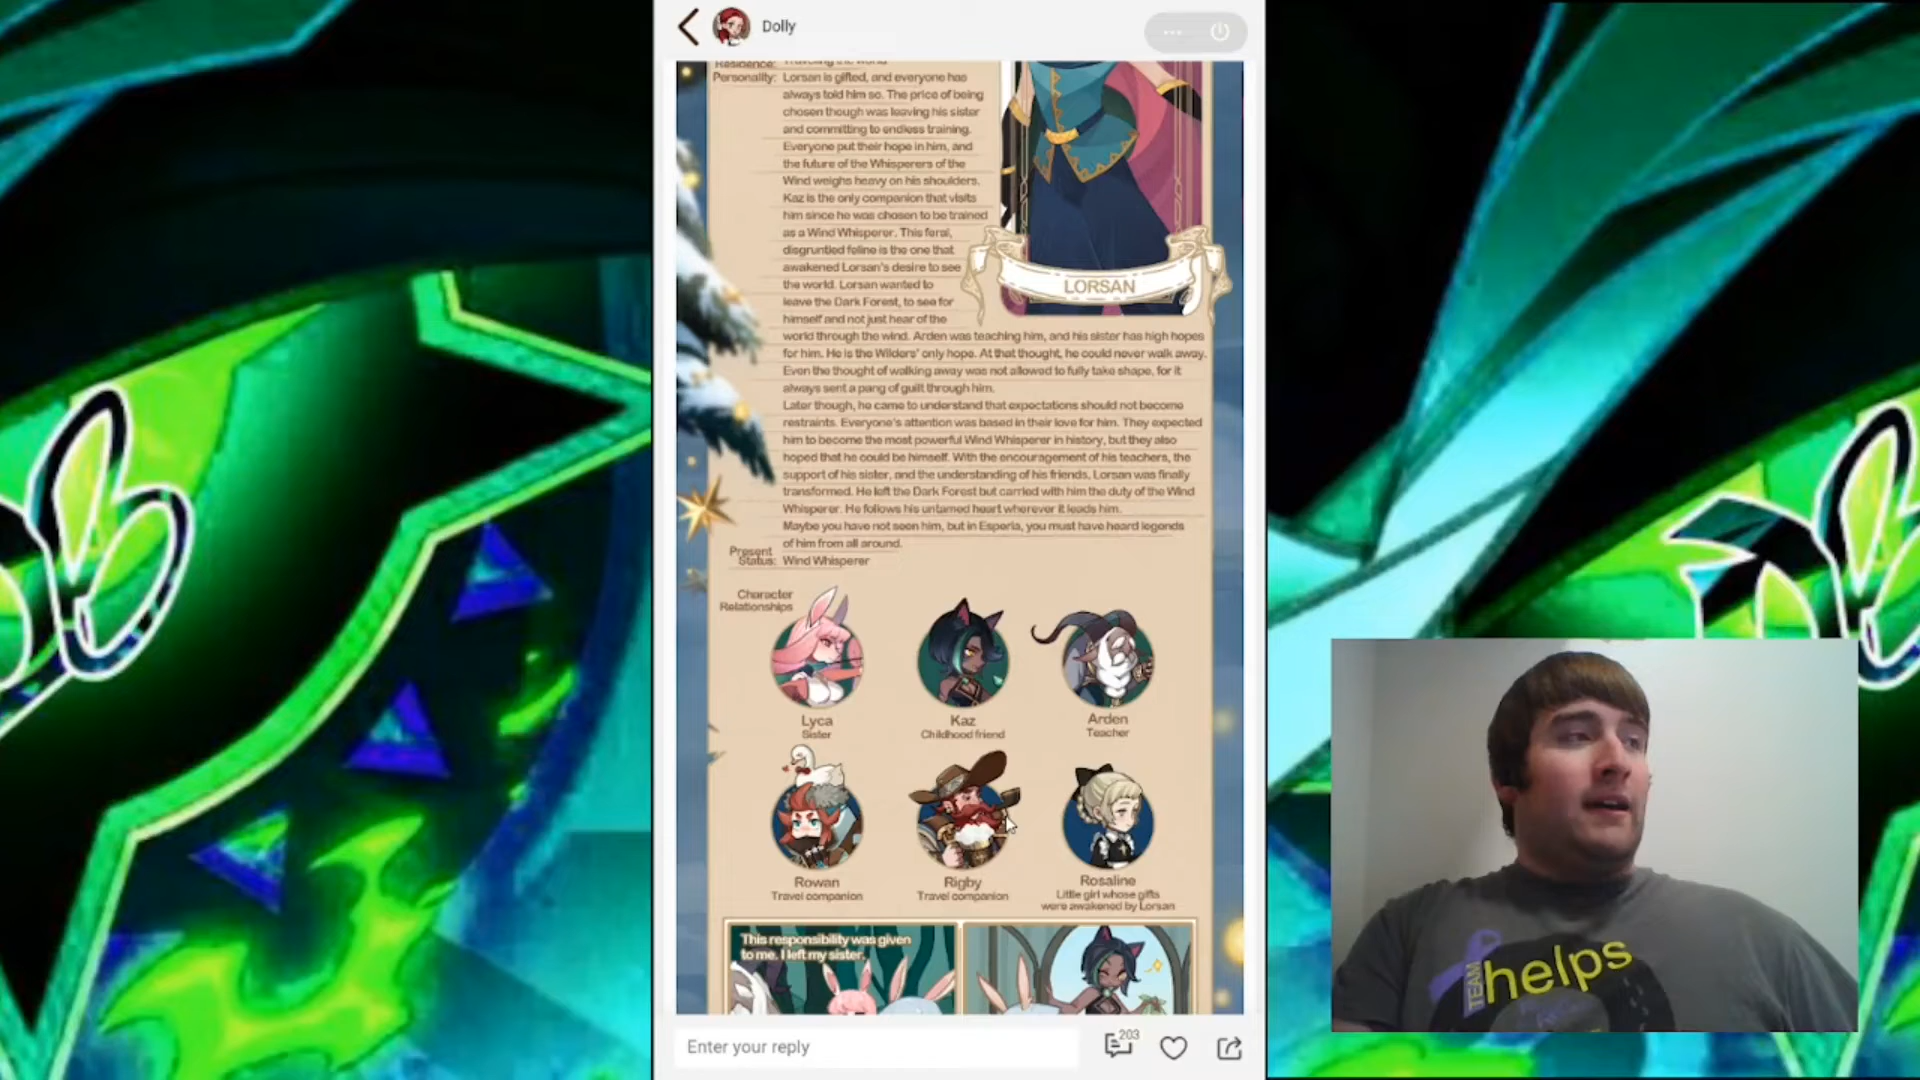 Dolly
Residence: Traveling the world
Personality: Lorsan is gifted, and everyone has
always told him so. The price of being
chosen though was leaving his sister
and committing to endless training.
Everyone put their hope in him, and
the future of the Whisperers of the
Wind weighs heavy on his shoulders.
Kaz is the only companion that visits
him since he was chosen to be trained
as a Wind Whisperer. This feral,
disgruntled feline is the one that
awakened Lorsan's desire to see
the world. Lorsan wanted to
leave the Dark Forest, to see for
himself and not just hear of the
world through the wind. Arden was teaching him, and his sister has high hopes
for him. He is the Wilders' only hope. At that thought, he could never walk away.
Even the thought of walking away was not allowed to fully take shape, for it
always sent a pang of guilt through him.
Later though, he came to understand that expectations should not become
restraints. Everyone's attention was based in their love for him. They expected
him to become the most powerful Wind Whisperer in history, but they also
hoped that he could be himself. With the encouragement of his teachers, the
support of his sister, and the understanding of his friends, Lorsan was finally
transformed. He left the Dark Forest but carried with him the duty of the Wind
Whisperer. He follows his untamed heart wherever it leads him.
Maybe you have not seen him, but in Esperia, you must have heard legends
of him from all around.
LORSAN
Present
Status: Wind Whisperer
Character
Relationships
Lyca
Sister
Kaz
Childhood friend
Arden
Teacher
Rowan
Travel companion
Rigby
Travel companion
Rosaline
Little girl whose gifts
were awakened by Lorsan
This responsibility was given
to me. I left my sister.
Enter your reply
203
TEAM
helps